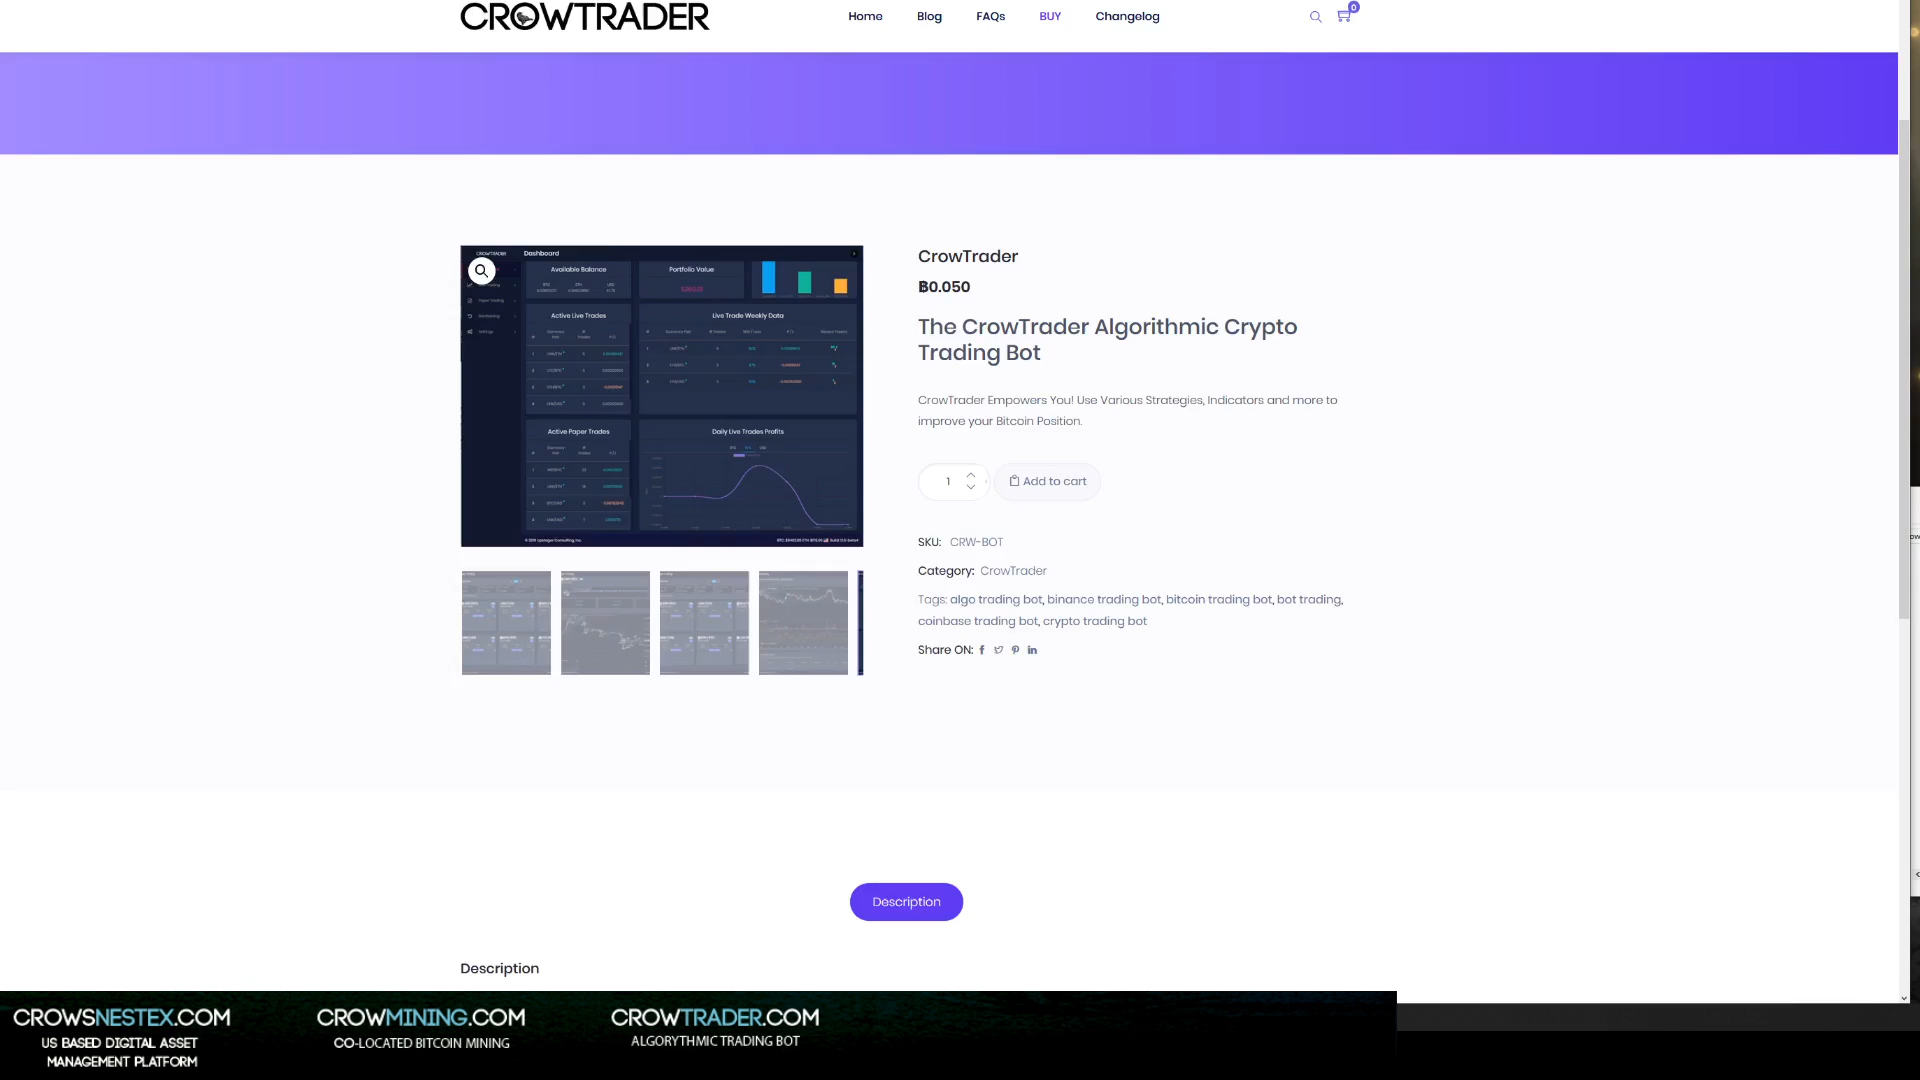 CROWTRADER
Home Blog FAQs BUY Changelog
0
CROWTRADER Dashboard
Available Balance Portfolio Value
Paper Trading
Settings
Active Live Trades Live Trade Weekly Data
Active Paper Trades Daily Live Trades Profits
CrowTrader
₿0.050
The CrowTrader Algorithmic Crypto
Trading Bot
CrowTrader Empowers You! Use Various Strategies, Indicators and more to
improve your Bitcoin Position.
1 Add to cart
SKU: CRW-BOT
Category: CrowTrader
Tags: algo trading bot, binance trading bot, bitcoin trading bot, bot trading,
coinbase trading bot, crypto trading bot
Share ON:
Description
Description
CROWSNESTEX.COM
US BASED DIGITAL ASSET
MANAGEMENT PLATFORM
CROWMINING.COM
CO-LOCATED BITCOIN MINING
CROWTRADER.COM
ALGORYTHMIC TRADING BOT